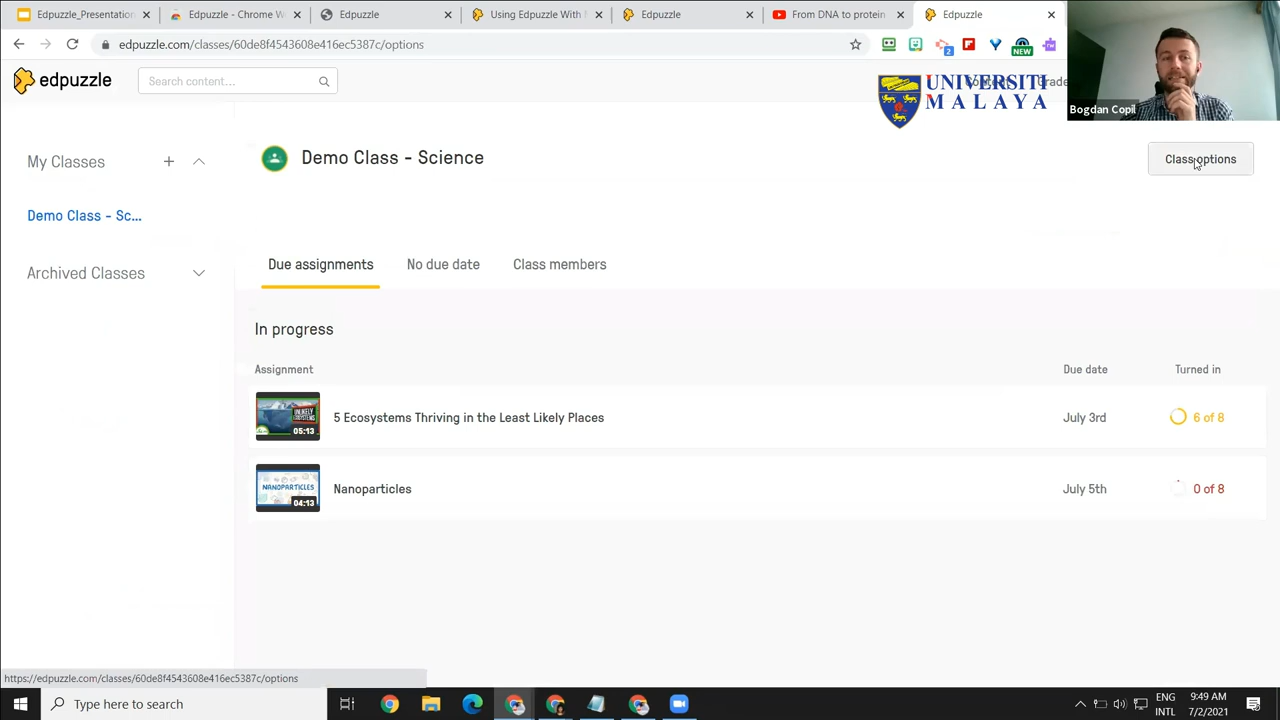 Edpuzzle_Presentation
Edpuzzle - Chrome W
Edpuzzle
Using Edpuzzle With
Edpuzzle
From DNA to protein
Edpuzzle
edpuzzle.com/classes/60de8f4543608e416ec5387c/options
2
NEW
edpuzzle
Search content...
UNIVERSITI
MALAYA
Bogdan Copil
My Classes
Demo Class - Science
Class options
Demo Class - Sc...
Archived Classes
Due assignments
No due date
Class members
In progress
Assignment
Due date
Turned in
UNLIKELY
ECOSYSTEMS
05:13
5 Ecosystems Thriving in the Least Likely Places
July 3rd
6 of 8
NANOPARTICLES
04:13
Nanoparticles
July 5th
0 of 8
https://edpuzzle.com/classes/60de8f4543608e416ec5387c/options
Type here to search
ENG
INTL
9:49 AM
7/2/2021